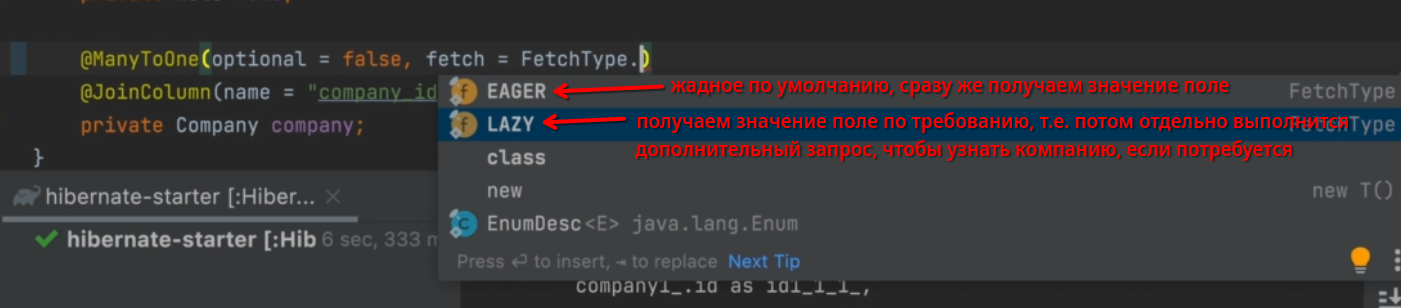 @ManyToOne(optional = false, fetch = FetchType.)
@JoinColumn(name = "company_id
private Company company;
}
EAGER жадное по умолчанию, сразу же получаем значение поле FetchType
LAZY получаем значение поле по требованию, т.е. потом отдельно выполнится FetchType
дополнительный запрос, чтобы узнать компанию, если потребуется
class
new new T()
EnumDesc<E> java.lang.Enum
Press ↵ to insert, ⇥ to replace Next Tip
hibernate-starter [:Hiber... ×
hibernate-starter [:Hib 6 sec, 333 m
company1_.id as id1_1_1_,